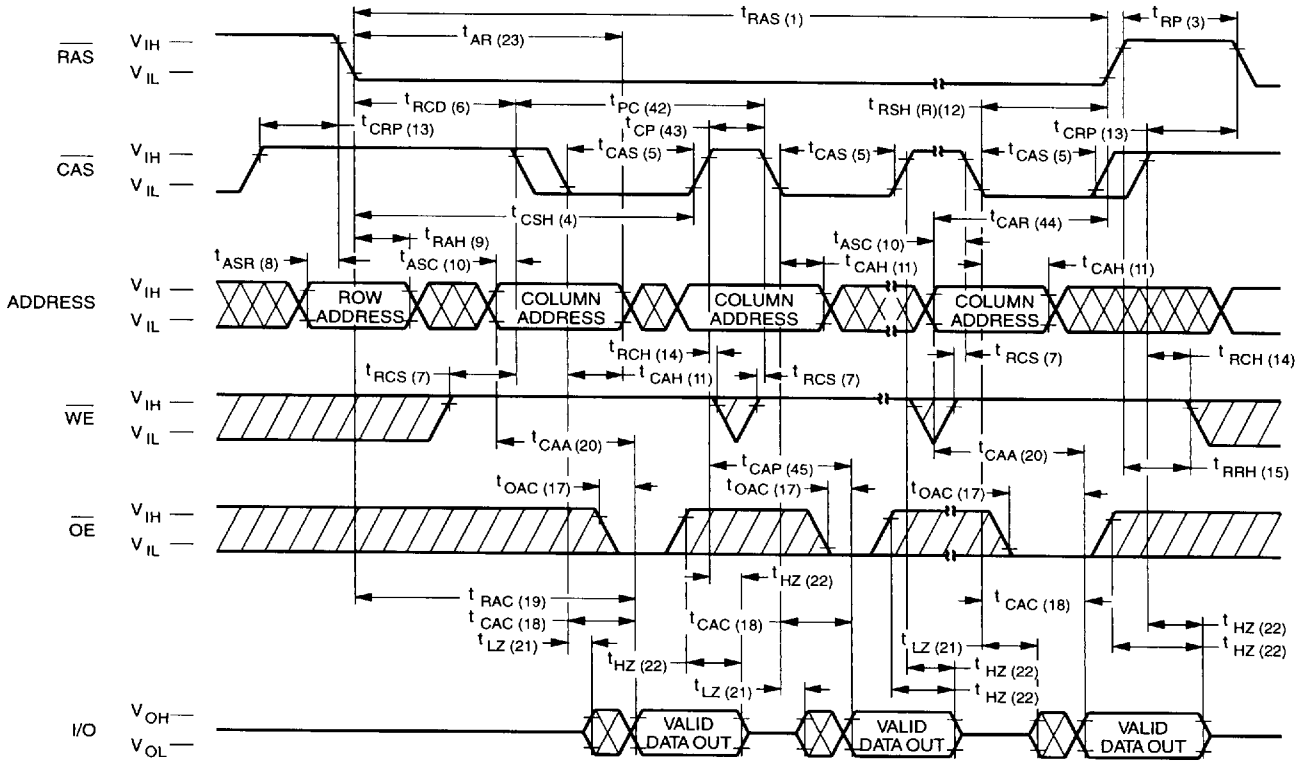 t RAS (1)
t RP (3)
t AR (23)
RAS
V IH
V IL
t RCD (6)
t PC (42)
t RSH (R)(12)
t CRP (13)
t CP (43)
t CRP (13)
CAS
V IH
V IL
t CAS (5)
t CAS (5)
t CAS (5)
t CSH (4)
t CAR (44)
t RAH (9)
t ASC (10)
t ASR (8)
t ASC (10)
t CAH (11)
t CAH (11)
ADDRESS
V IH
V IL
ROW ADDRESS
COLUMN ADDRESS
COLUMN ADDRESS
COLUMN ADDRESS
t RCH (14)
t RCS (7)
t RCH (14)
t RCS (7)
t CAH (11)
t RCS (7)
WE
V IH
V IL
t CAA (20)
t CAP (45)
t CAA (20)
t RRH (15)
t OAC (17)
t OAC (17)
t OAC (17)
OE
V IH
V IL
t HZ (22)
t RAC (19)
t CAC (18)
t CAC (18)
t CAC (18)
t LZ (21)
t LZ (21)
t HZ (22)
t HZ (22)
t HZ (22)
t HZ (22)
t LZ (21)
t HZ (22)
I/O
V OH
V OL
VALID DATA OUT
VALID DATA OUT
VALID DATA OUT